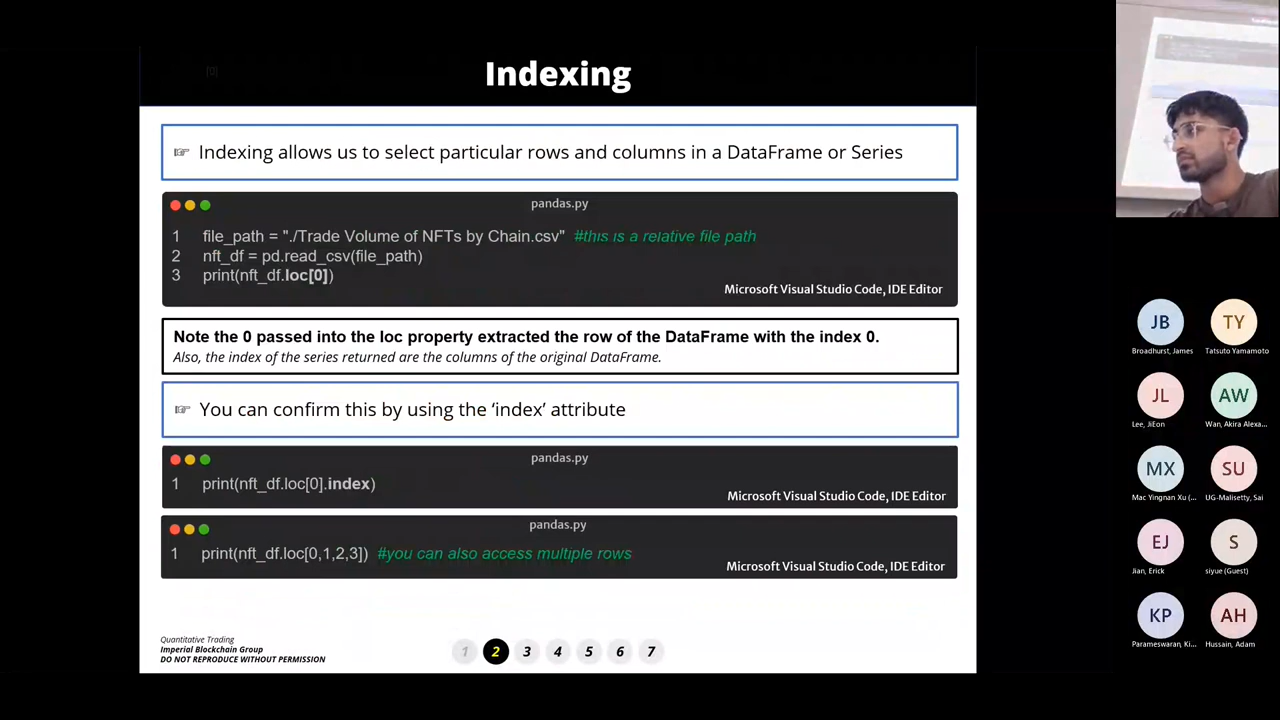 Indexing
☞ Indexing allows us to select particular rows and columns in a DataFrame or Series
pandas.py
1 file_path = "./Trade Volume of NFTs by Chain.csv" #this is a relative file path
2 nft_df = pd.read_csv(file_path)
3 print(nft_df.loc[0])
Microsoft Visual Studio Code, IDE Editor
Note the 0 passed into the loc property extracted the row of the DataFrame with the index 0.
Also, the index of the series returned are the columns of the original DataFrame.
☞ You can confirm this by using the ‘index’ attribute
pandas.py
1 print(nft_df.loc[0].index)
Microsoft Visual Studio Code, IDE Editor
pandas.py
1 print(nft_df.loc[0,1,2,3]) #you can also access multiple rows
Microsoft Visual Studio Code, IDE Editor
Quantitative Trading
Imperial Blockchain Group
DO NOT REPRODUCE WITHOUT PERMISSION
1 2 3 4 5 6 7
JB TY
Broadhurst, James Tatsuto Yamamoto
JL AW
Lee, JiEon Wan, Akira Alexa...
MX SU
Mac Yingnan Xu (... UG-Malisetty, Sai
EJ S
Jian, Erick siyue (Guest)
KP AH
Parameswaran, Ki... Hussain, Adam